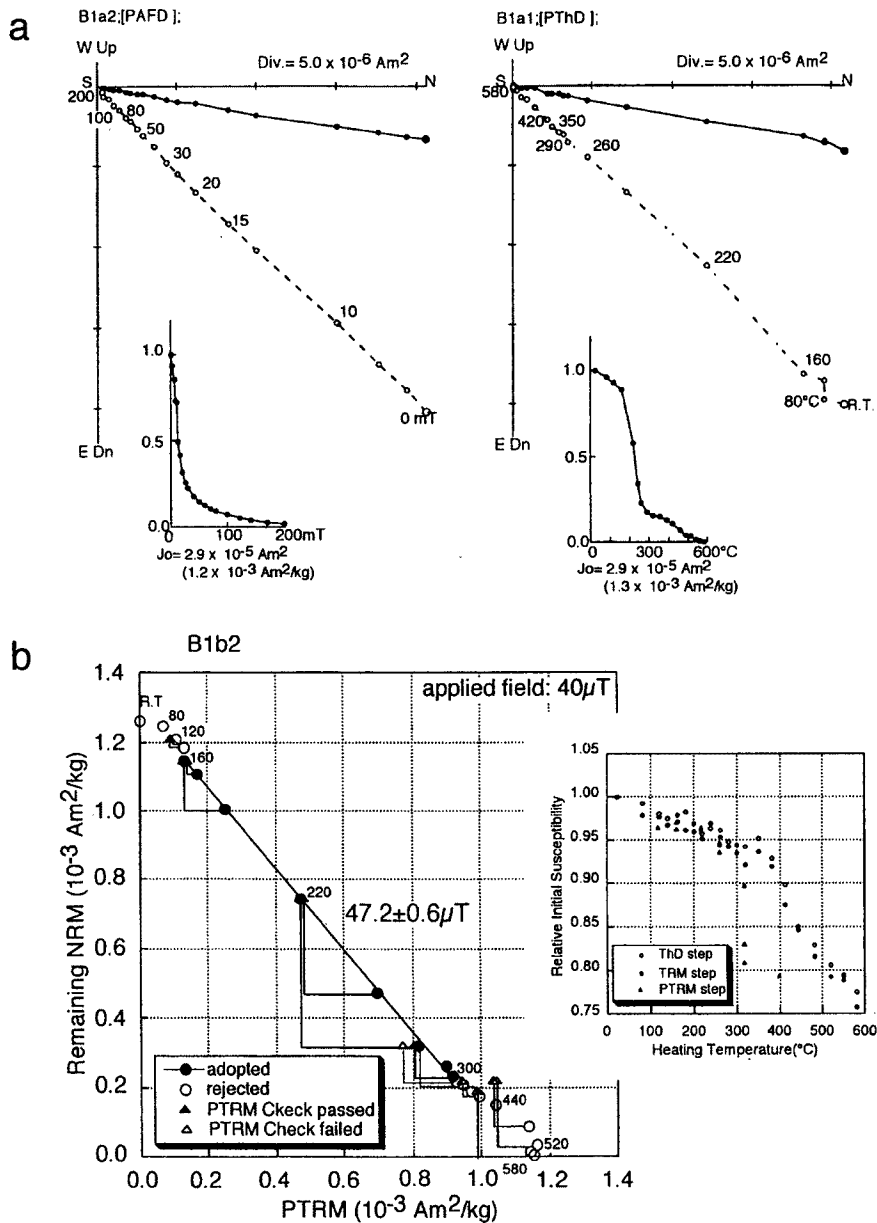 a
B1a2;[PAFD ];
W Up
Div.= 5.0 x 10-6 Am2
S
N
200
100
80
50
30
20
15
10
0 mT
E Dn
1.0
0.5
0.0
0
100
200mT
Jo= 2.9 x 10-5 Am2
(1.2 x 10-3 Am2/kg)
B1a1;[PThD ];
W Up
Div.= 5.0 x 10-6 Am2
S
N
580
420
350
290
260
220
160
80°C
R.T.
E Dn
1.0
0.5
0.0
0
300
600°C
Jo= 2.9 x 10-5 Am2
(1.3 x 10-3 Am2/kg)
b
B1b2
applied field: 40µT
Remaining NRM (10-3 Am2/kg)
1.4
1.2
1.0
0.8
0.6
0.4
0.2
0.0
R.T
80
120
160
220
47.2±0.6µT
300
440
520
580
adopted
rejected
PTRM Ckeck passed
PTRM Check failed
0.0 0.2 0.4 0.6 0.8 1.0 1.2 1.4
PTRM (10-3 Am2/kg)
Relative Initial Susceptibility
1.05
1.00
0.95
0.90
0.85
0.80
0.75
ThD step
TRM step
PTRM step
0 100 200 300 400 500 600
Heating Temperature(°C)